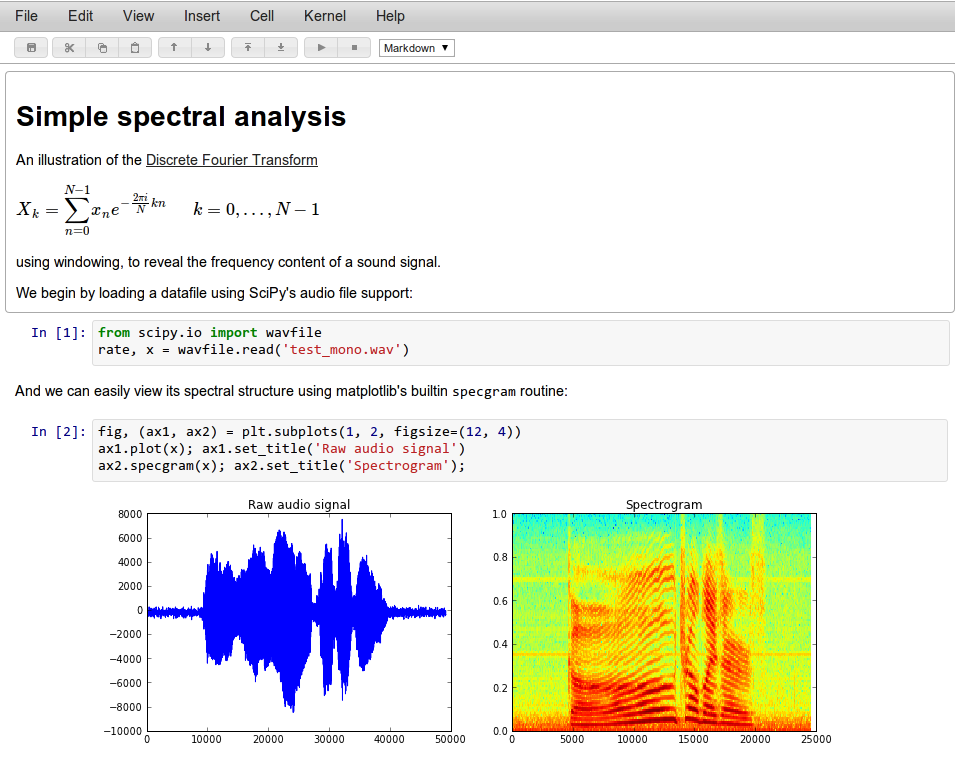 File Edit View Insert Cell Kernel Help
Markdown ▼
Simple spectral analysis
An illustration of the Discrete Fourier Transform
X_k = ∑_{n=0}^{N−1} x_n e^{−\frac{2πi}{N}kn}   k = 0, . . . , N − 1
using windowing, to reveal the frequency content of a sound signal.
We begin by loading a datafile using SciPy's audio file support:
In [1]: from scipy.io import wavfile
rate, x = wavfile.read('test_mono.wav')
And we can easily view its spectral structure using matplotlib's builtin specgram routine:
In [2]: fig, (ax1, ax2) = plt.subplots(1, 2, figsize=(12, 4))
ax1.plot(x); ax1.set_title('Raw audio signal')
ax2.specgram(x); ax2.set_title('Spectrogram');
Raw audio signal
8000
6000
4000
2000
0
−2000
−4000
−6000
−8000
−10000
0 10000 20000 30000 40000 50000
Spectrogram
1.0
0.8
0.6
0.4
0.2
0.0
0 5000 10000 15000 20000 25000